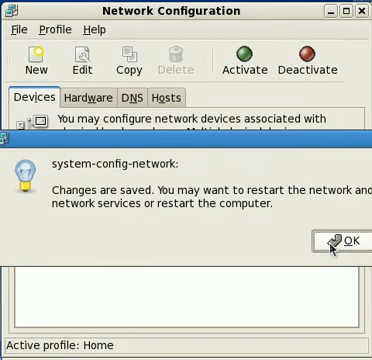 Network Configuration
File Profile Help
New Edit Copy Delete Activate Deactivate
Devices Hardware DNS Hosts
You may configure network devices associated with
system-config-network:
Changes are saved. You may want to restart the network and
network services or restart the computer.
OK
Active profile: Home